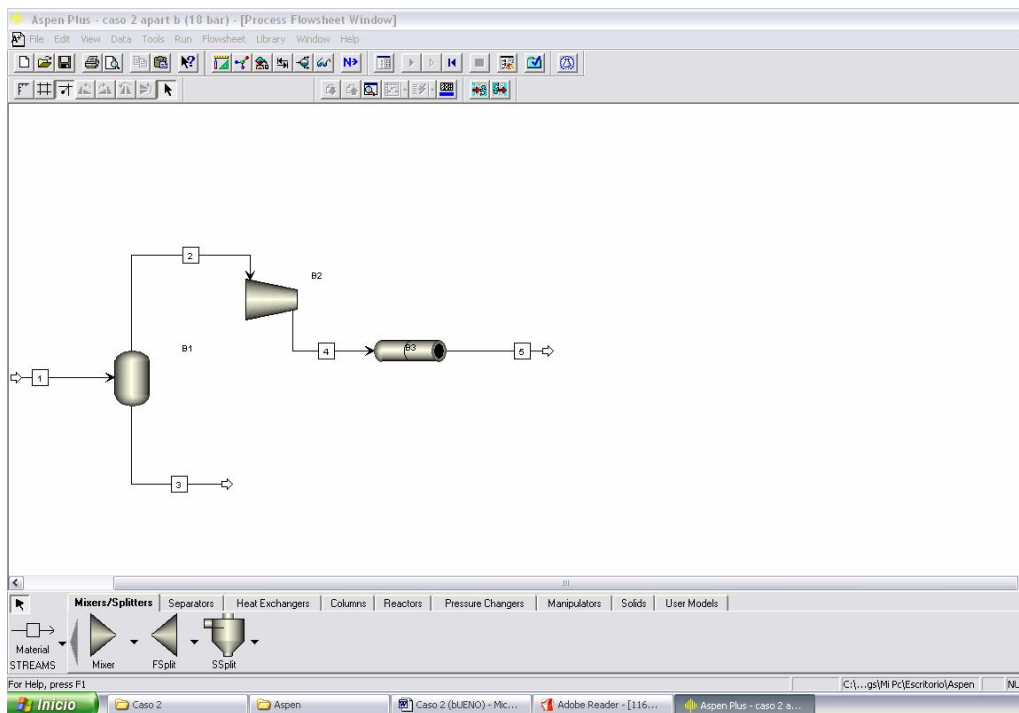 Aspen Plus - caso 2 apart b (18 bar) - [Process Flowsheet Window]
File Edit View Data Tools Run Flowsheet Library Window Help
N>
2
B2
B1
4
B3
5
1
3
Mixers/Splitters Separators Heat Exchangers Columns Reactors Pressure Changers Manipulators Solids User Models
Material
STREAMS Mixer FSplit SSplit
For Help, press F1 C:\...gs\Mi Pc\Escritorio\Aspen NU
Inicio Caso 2 Aspen Caso 2 (bUENO) - Mic... Adobe Reader - [116... Aspen Plus - caso 2 a...